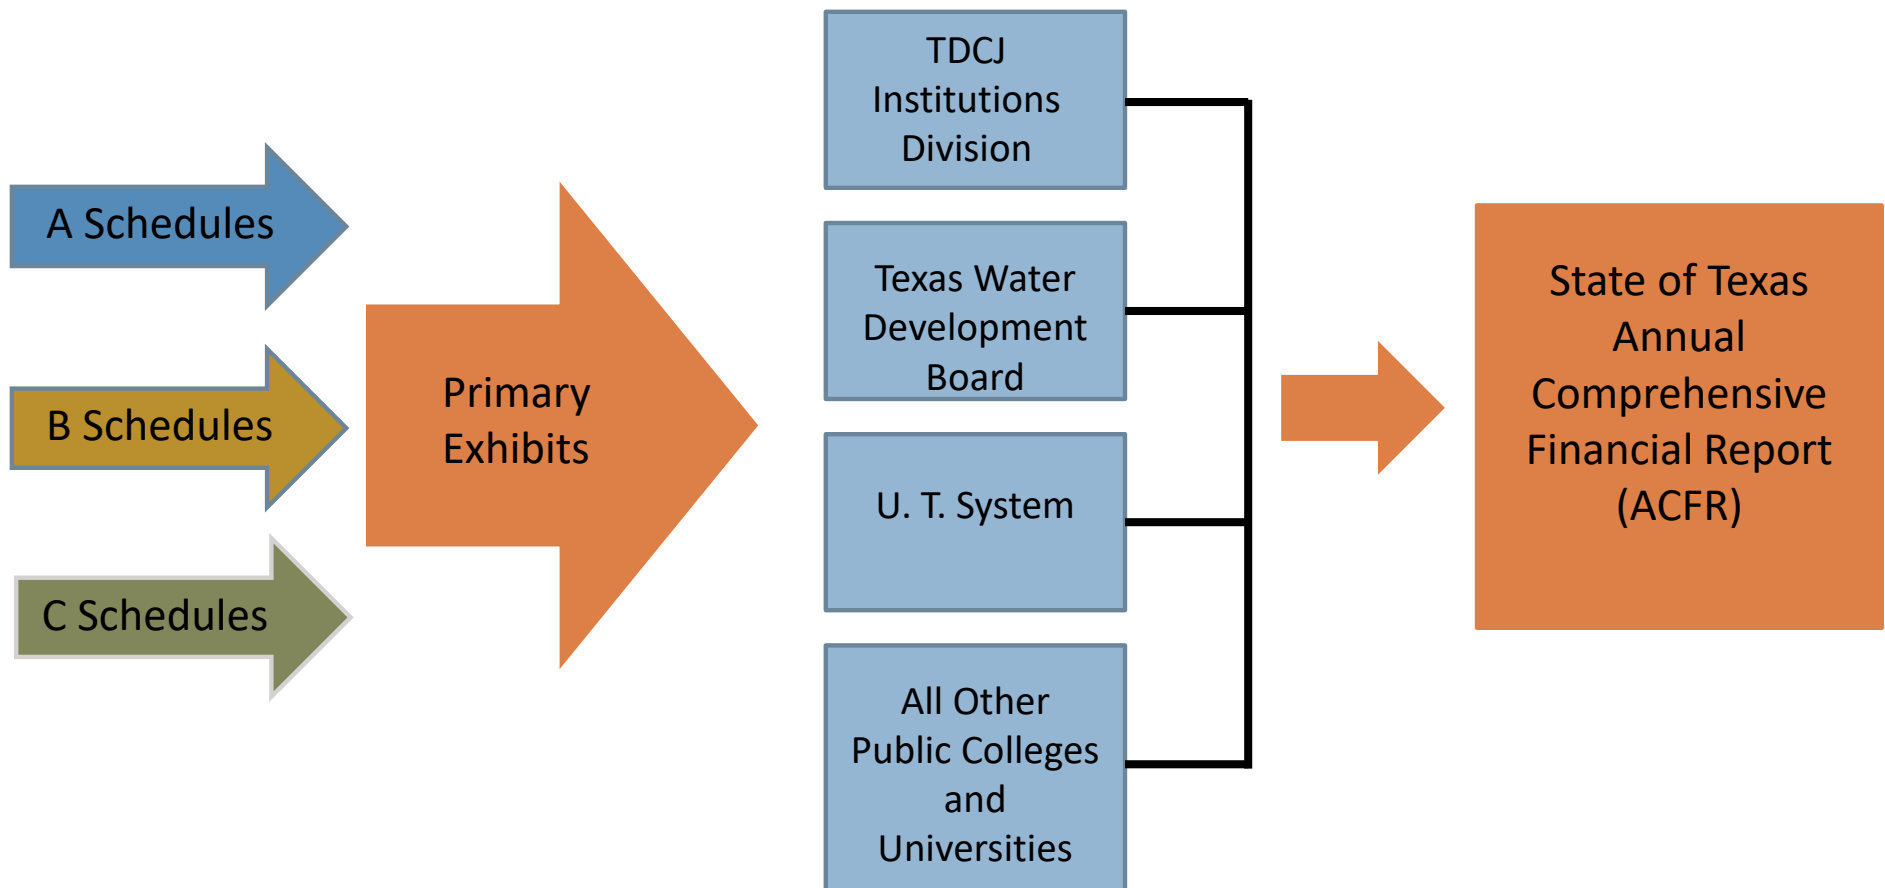 A Schedules
B Schedules
C Schedules
Primary
Exhibits
TDCJ
Institutions
Division
Texas Water
Development
Board
U. T. System
All Other
Public Colleges
and
Universities
State of Texas
Annual
Comprehensive
Financial Report
(ACFR)